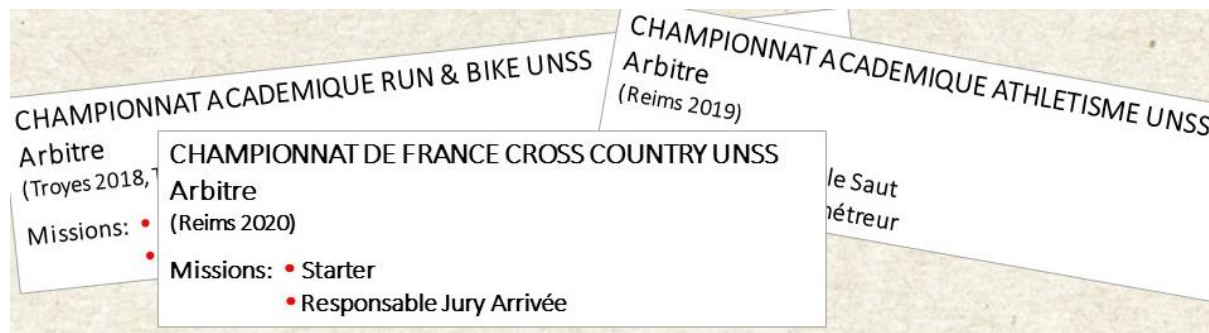 CHAMPIONNAT ACADEMIQUE RUN & BIKE UNSS
Arbitre
(Troyes 2018,
Missions: •
•
CHAMPIONNAT DE FRANCE CROSS COUNTRY UNSS
Arbitre
(Reims 2020)
Missions: • Starter
• Responsable Jury Arrivée
CHAMPIONNAT ACADEMIQUE ATHLETISME UNSS
Arbitre
(Reims 2019)
le Saut